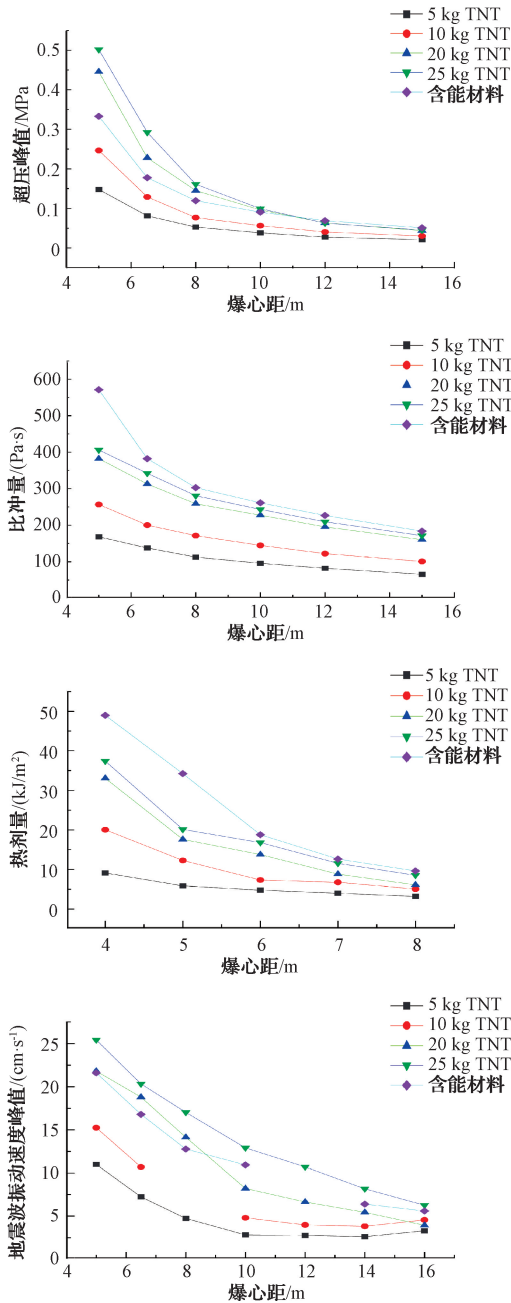 5 kg TNT
10 kg TNT
20 kg TNT
25 kg TNT
含能材料
超压峰值/MPa
0.5
0.4
0.3
0.2
0.1
0
4 6 8 10 12 14 16
爆心距/m
5 kg TNT
10 kg TNT
20 kg TNT
25 kg TNT
含能材料
比冲量/(Pa·s)
600
500
400
300
200
100
0
4 6 8 10 12 14 16
爆心距/m
5 kg TNT
10 kg TNT
20 kg TNT
25 kg TNT
含能材料
热剂量/(kJ/m²)
50
40
30
20
10
0
4 5 6 7 8
爆心距/m
5 kg TNT
10 kg TNT
20 kg TNT
25 kg TNT
含能材料
地震波振动速度峰值/(cm·s⁻¹)
25
20
15
10
5
0
4 6 8 10 12 14 16
爆心距/m